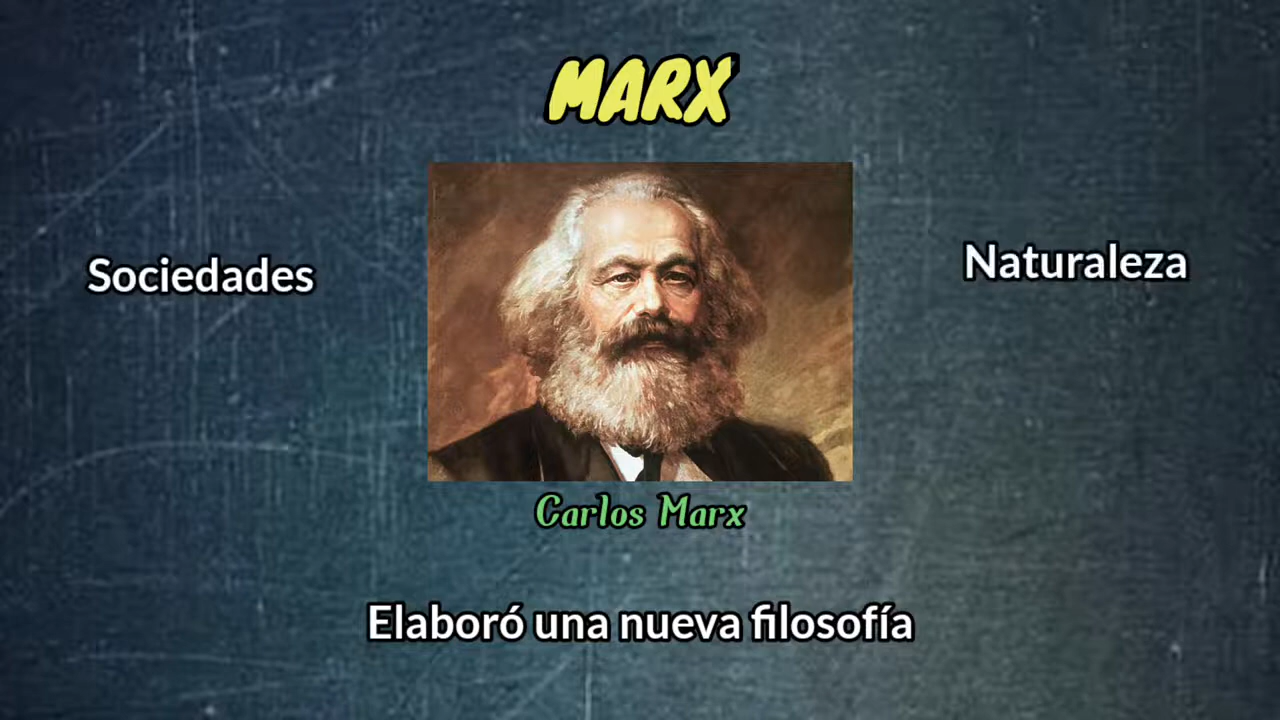 MARX
Sociedades
Naturaleza
Carlos Marx
Elaboró una nueva filosofía